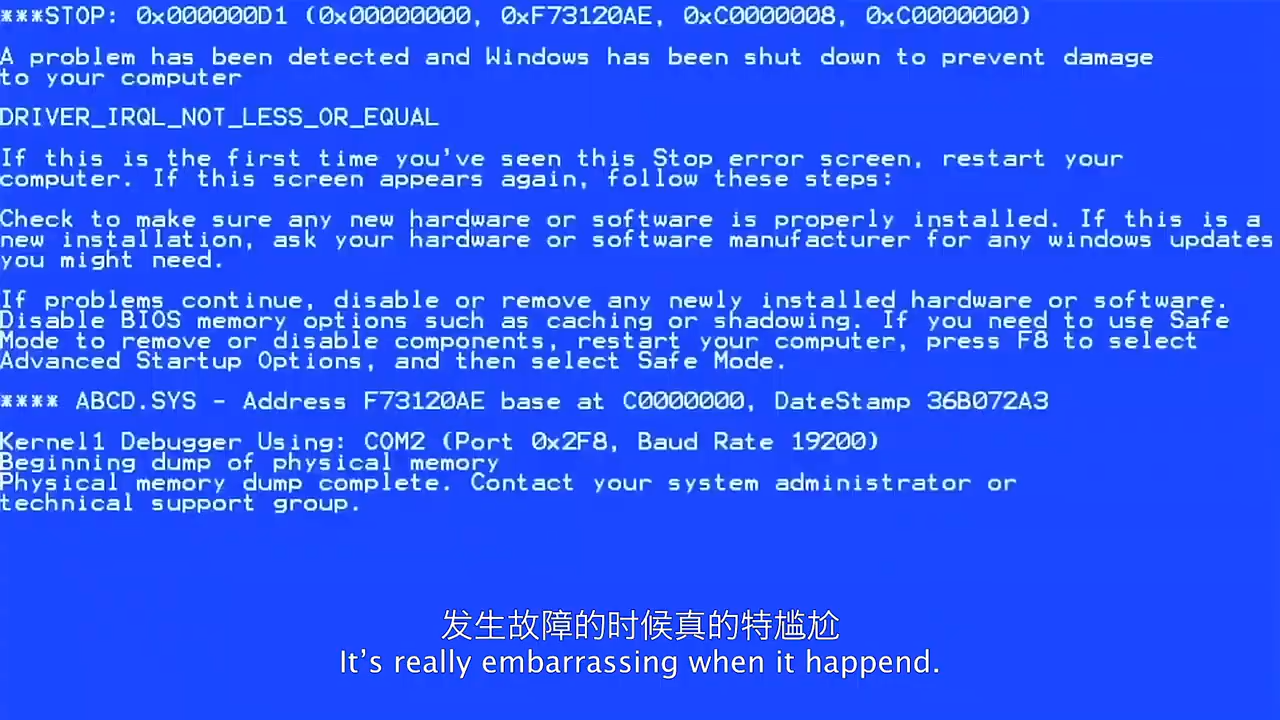 ***STOP: 0x000000D1 (0x00000000, 0xF73120AE, 0xC0000008, 0xC0000000)
A problem has been detected and Windows has been shut down to prevent damage
to your computer
DRIVER_IRQL_NOT_LESS_OR_EQUAL
If this is the first time you've seen this Stop error screen, restart your
computer. If this screen appears again, follow these steps:
Check to make sure any new hardware or software is properly installed. If this is a
new installation, ask your hardware or software manufacturer for any windows updates
you might need.
If problems continue, disable or remove any newly installed hardware or software.
Disable BIOS memory options such as caching or shadowing. If you need to use Safe
Mode to remove or disable components, restart your computer, press F8 to select
Advanced Startup Options, and then select Safe Mode.
**** ABCD.SYS - Address F73120AE base at C0000000, DateStamp 36B072A3
Kernel1 Debugger Using: COM2 (Port 0x2F8, Baud Rate 19200)
Beginning dump of physical memory
Physical memory dump complete. Contact your system administrator or
technical support group.
发生故障的时候真的特尴尬
It's really embarrassing when it happend.